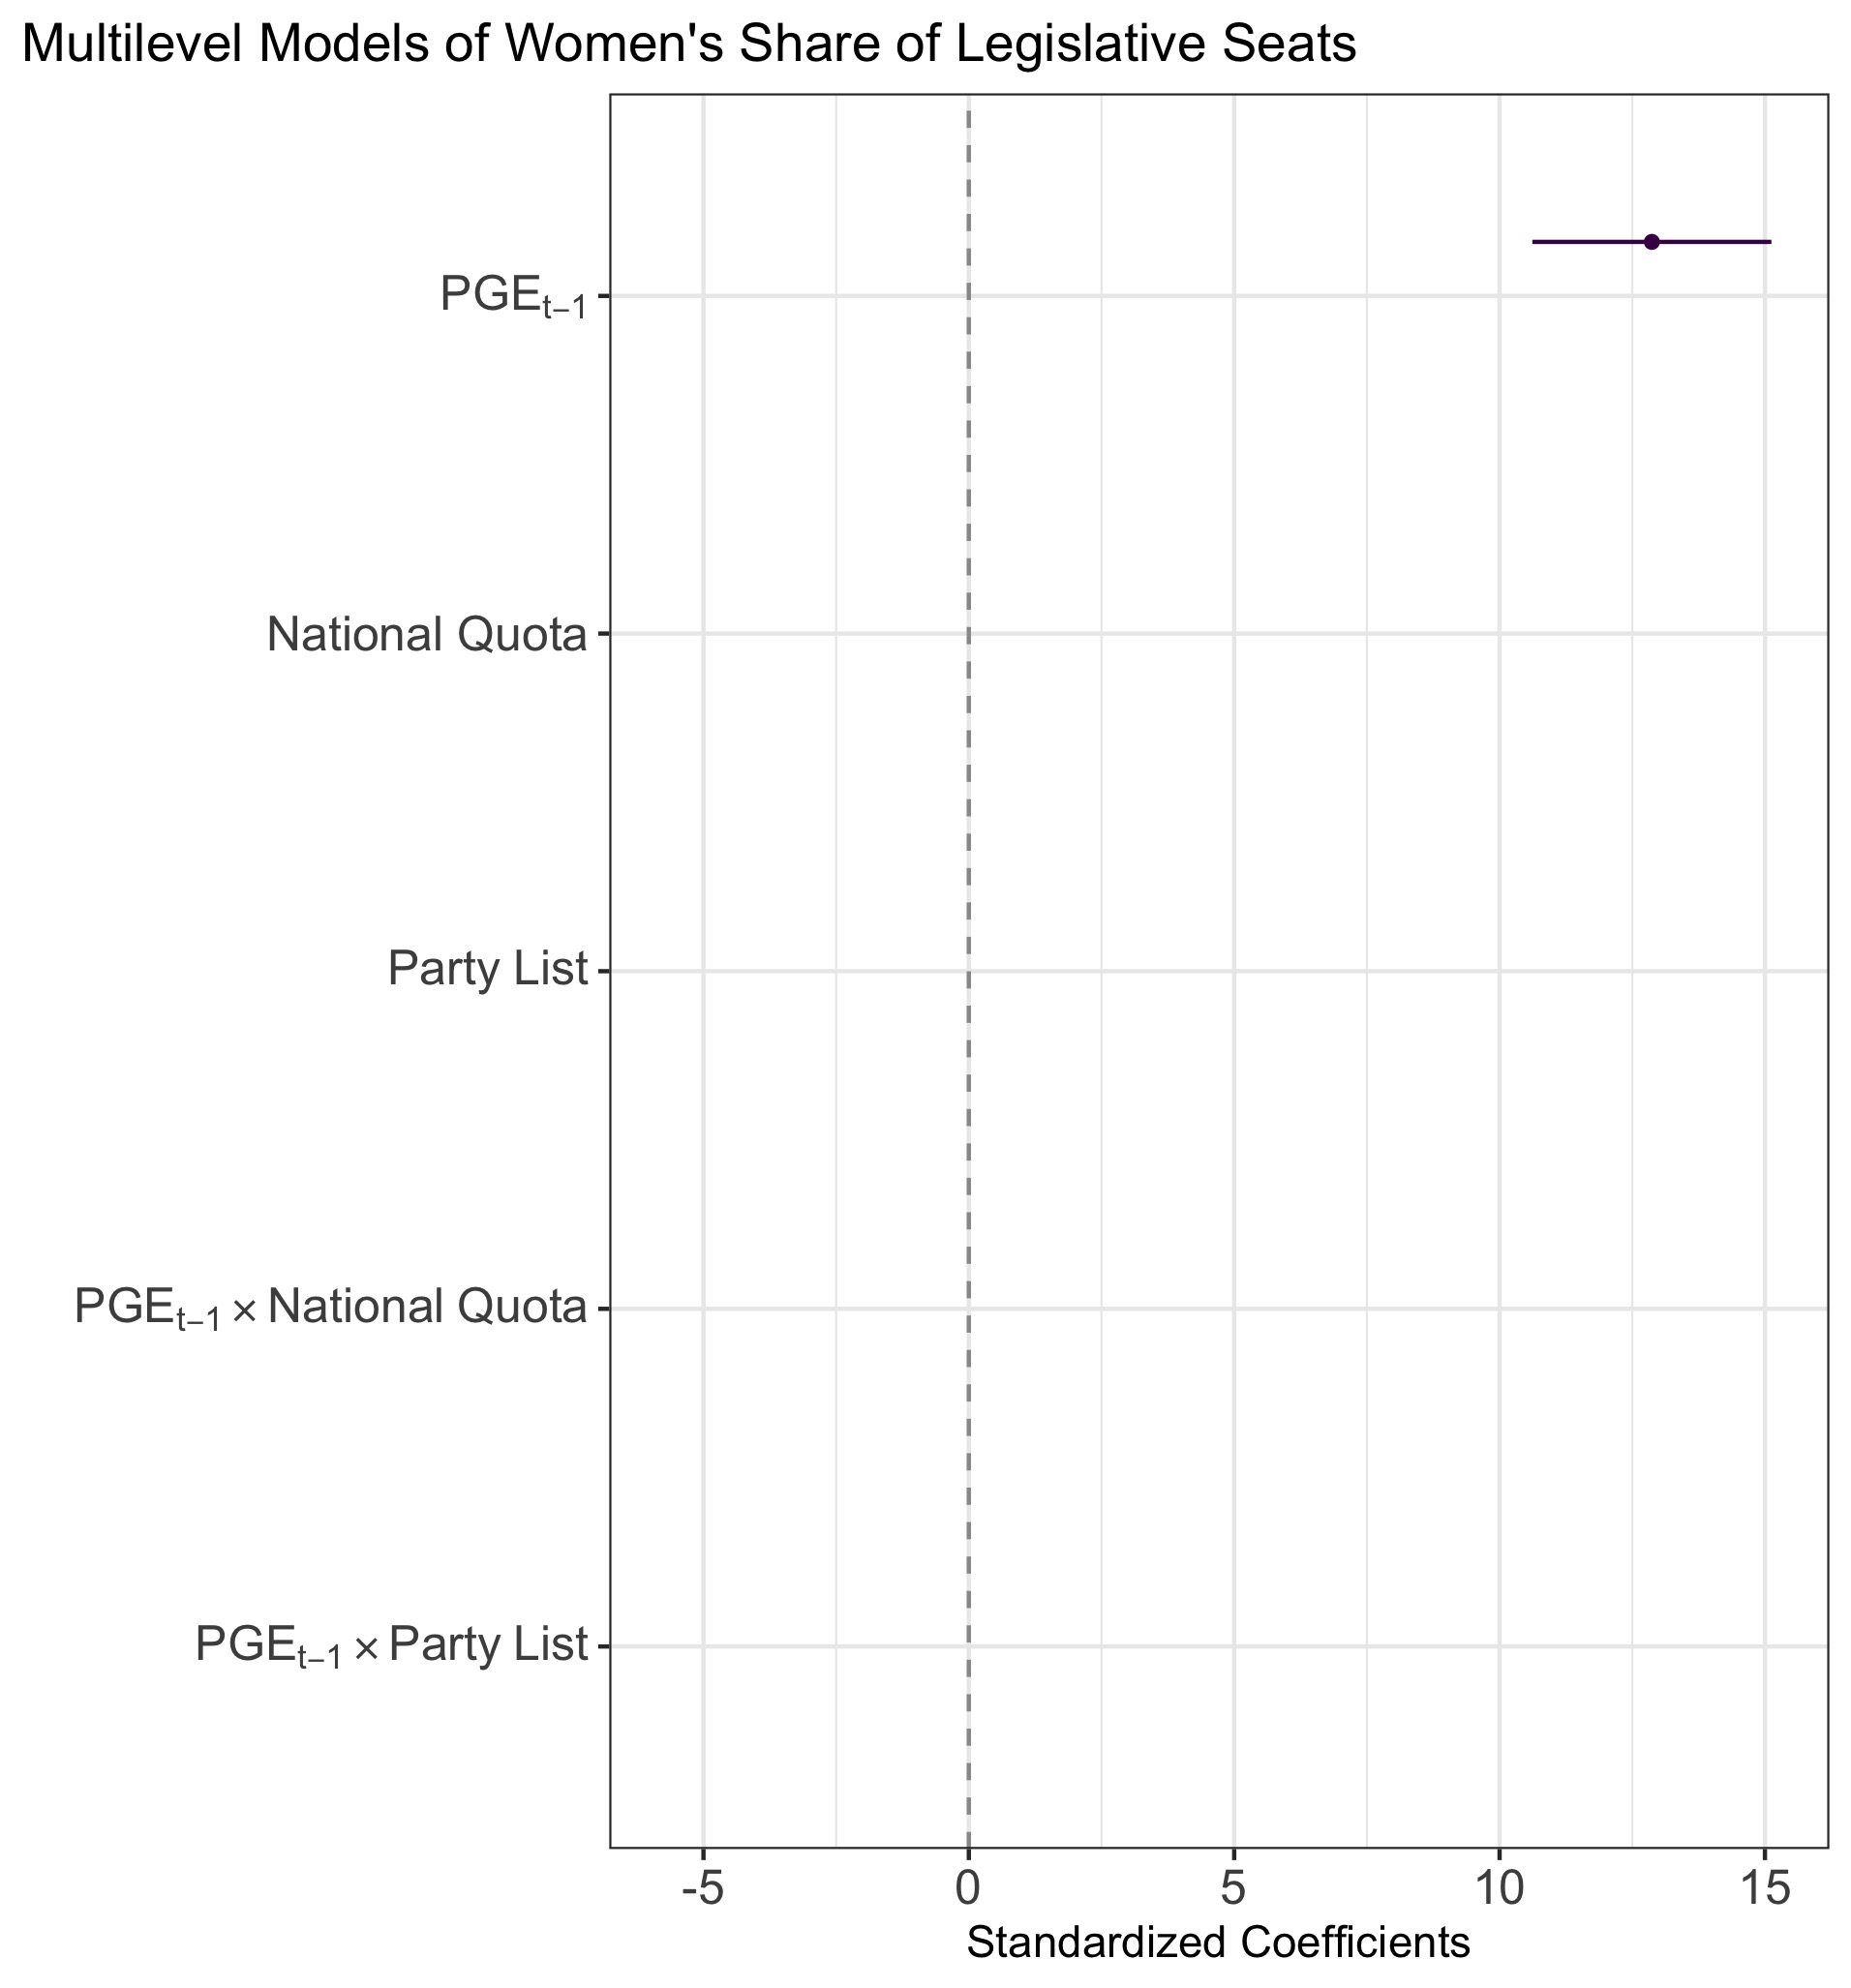 Multilevel Models of Women's Share of Legislative Seats
PGEₜ₋₁
National Quota
Party List
PGEₜ₋₁ × National Quota
PGEₜ₋₁ × Party List
-5 0 5 10 15
Standardized Coefficients